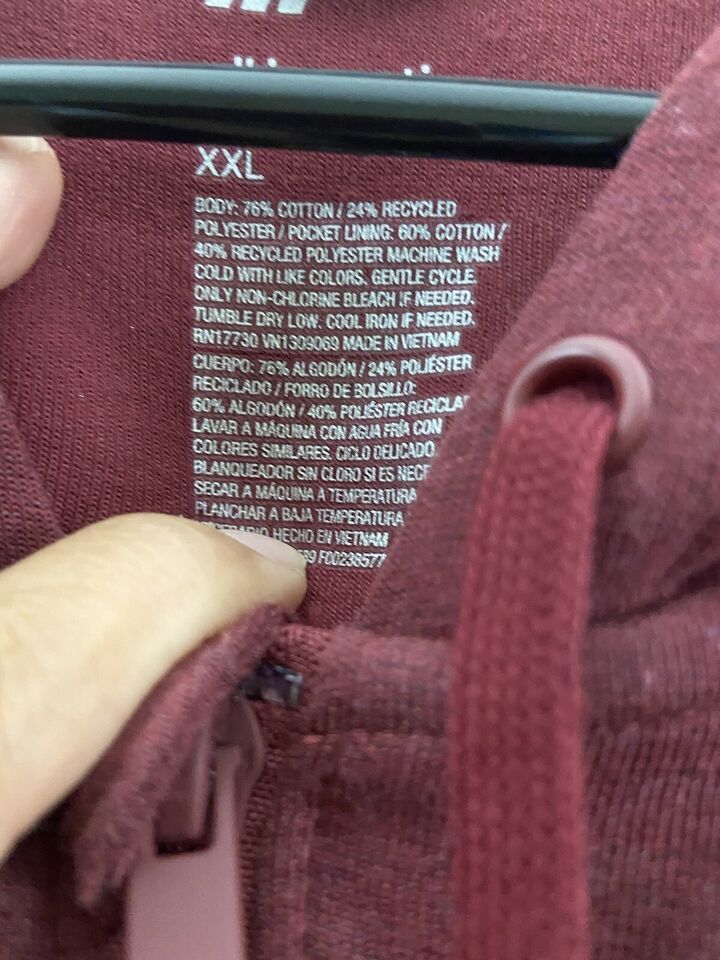 XXL
BODY: 76% COTTON / 24% RECYCLED
POLYESTER / POCKET LINING: 60% COTTON /
40% RECYCLED POLYESTER MACHINE WASH
COLD WITH LIKE COLORS, GENTLE CYCLE.
ONLY NON-CHLORINE BLEACH IF NEEDED.
TUMBLE DRY LOW. COOL IRON IF NEEDED.
RN17730 VN1309069 MADE IN VIETNAM
CUERPO: 76% ALGODÓN / 24% POLIÉSTER
RECICLADO / FORRO DE BOLSILLO:
60% ALGODÓN / 40% POLIÉSTER RECICLA
LAVAR A MÁQUINA CON AGUA FRÍA CON
COLORES SIMILARES. CICLO DELICADO
BLANQUEADOR SIN CLORO SI ES NECE
SECAR A MÁQUINA A TEMPERATURA
PLANCHAR A BAJA TEMPERATURA
HECHO EN VIETNAM
69 F00238577